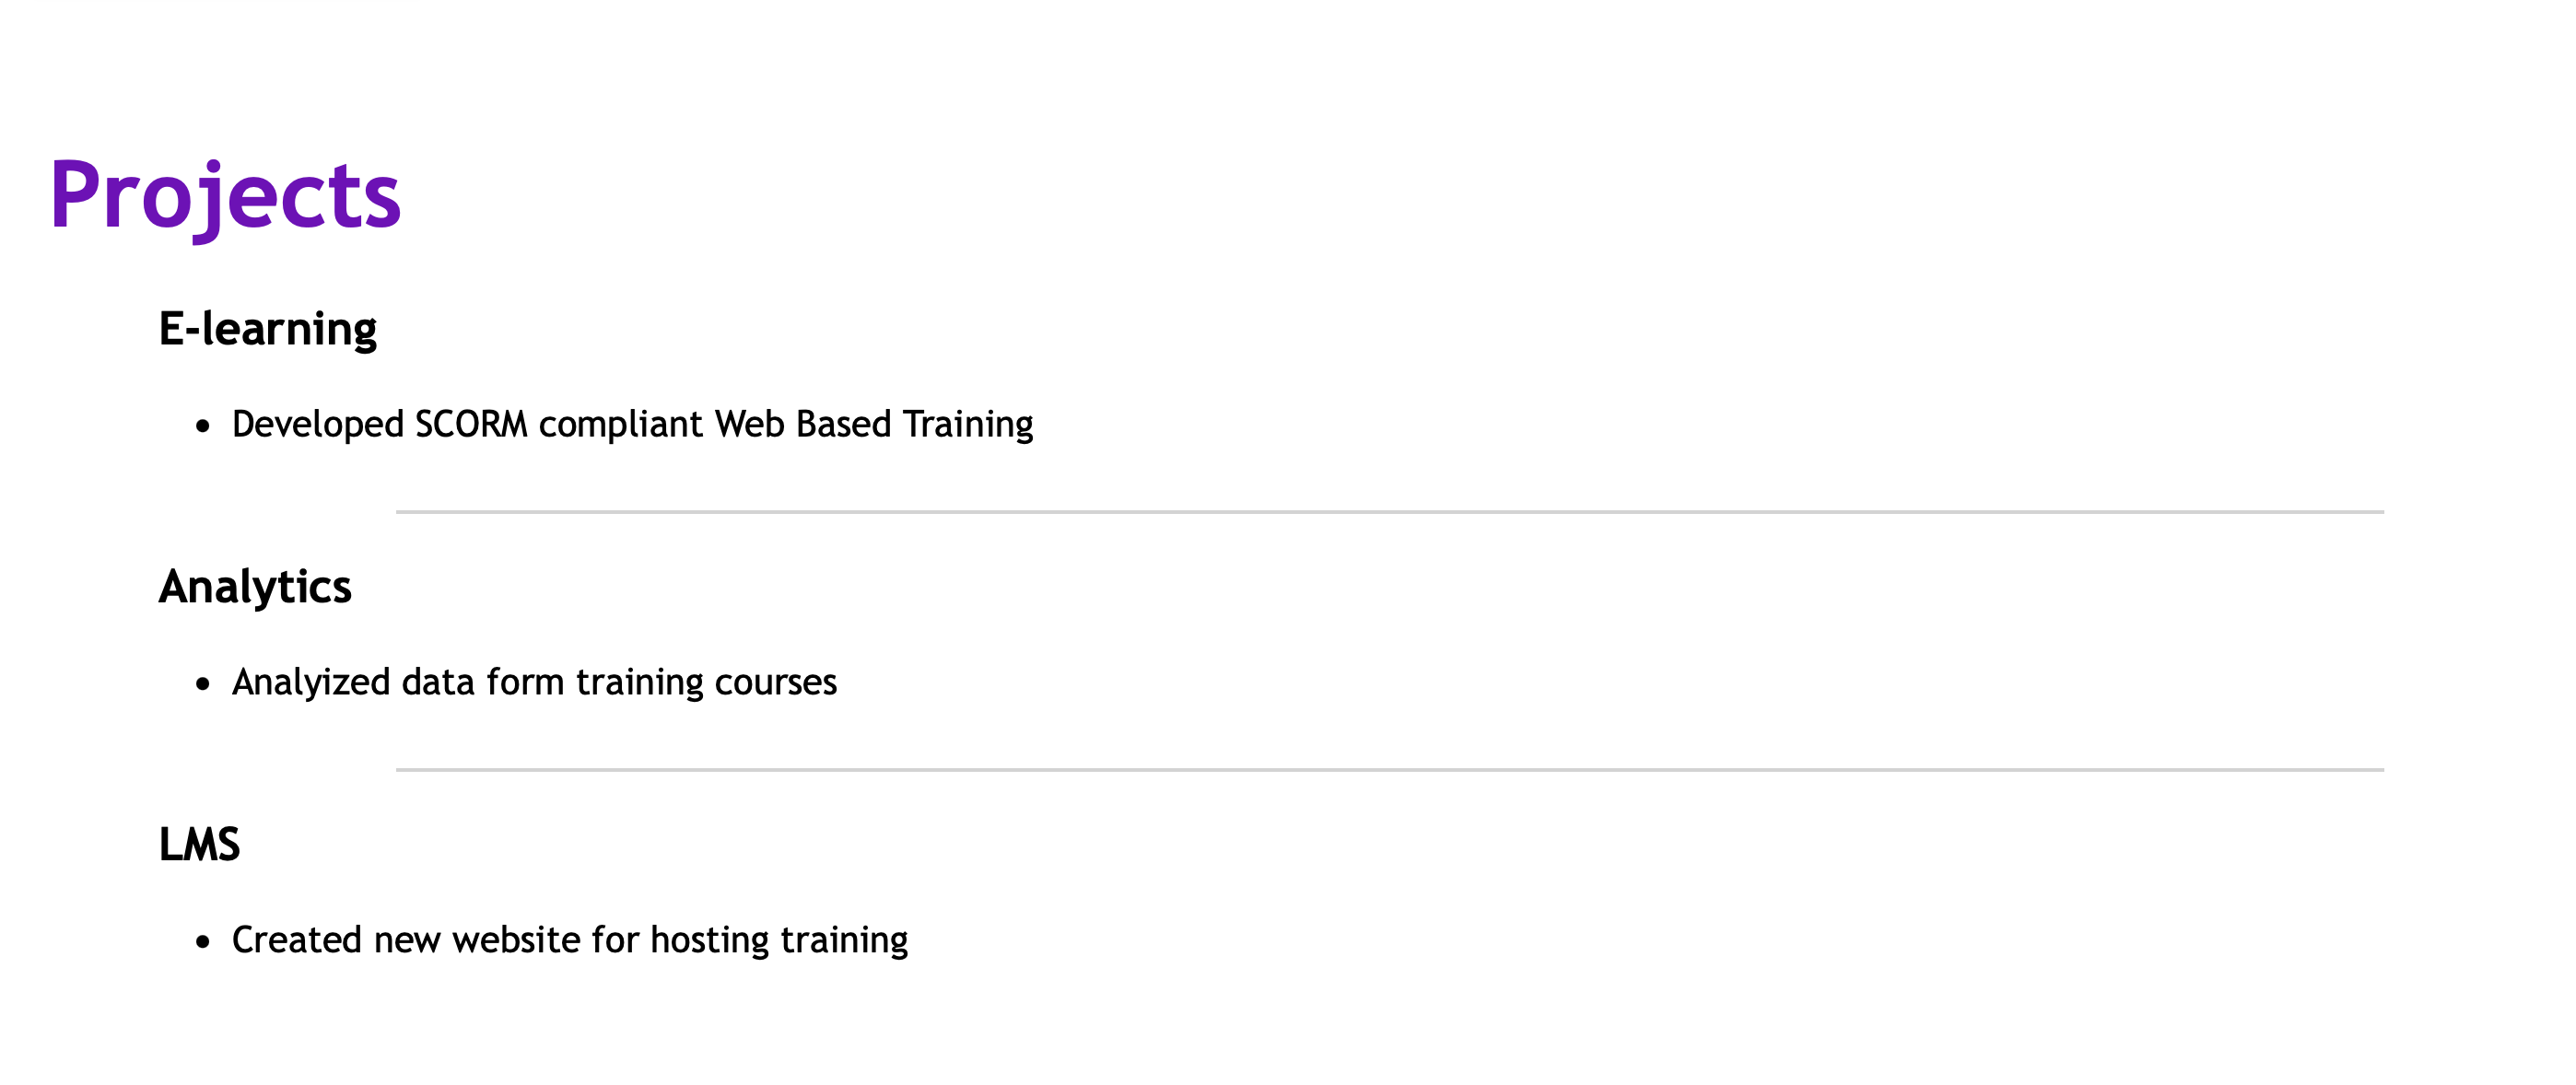 Projects
E-learning
• Developed SCORM compliant Web Based Training
Analytics
• Analyized data form training courses
LMS
• Created new website for hosting training